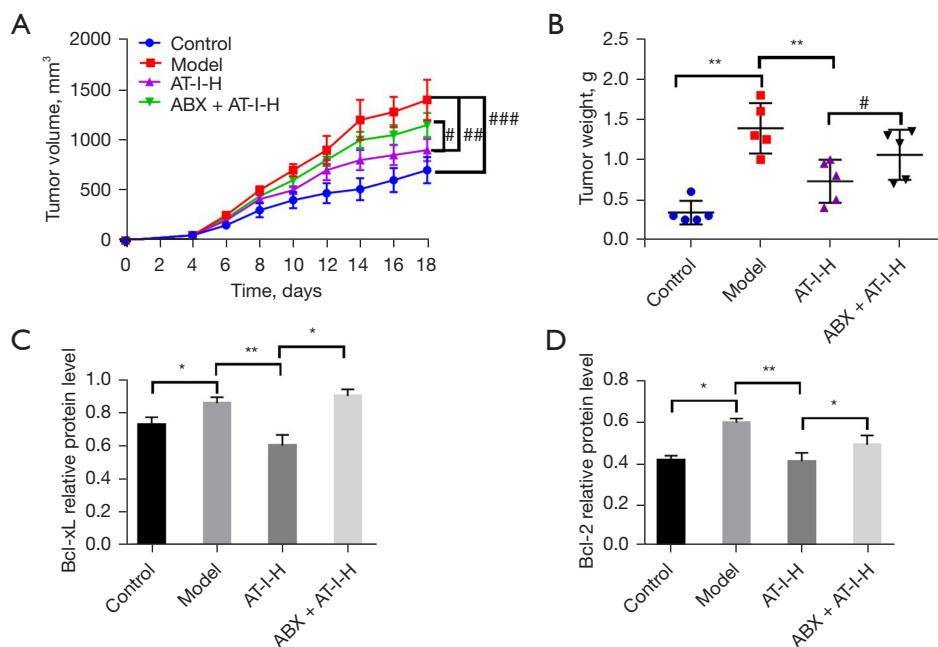 A
Tumor volume, mm³
2000
1500
1000
500
0
Control
Model
AT-I-H
ABX + AT-I-H
#
##
###
0 2 4 6 8 10 12 14 16 18
Time, days
B
Tumor weight, g
2.5
2.0
1.5
1.0
0.5
0.0
**
**
#
Control
Model
AT-I-H
ABX + AT-I-H
C
Bcl-xL relative protein level
1.0
0.8
0.6
0.4
0.2
0.0
*
**
*
Control
Model
AT-I-H
ABX + AT-I-H
D
Bcl-2 relative protein level
0.8
0.6
0.4
0.2
0.0
*
**
*
Control
Model
AT-I-H
ABX + AT-I-H